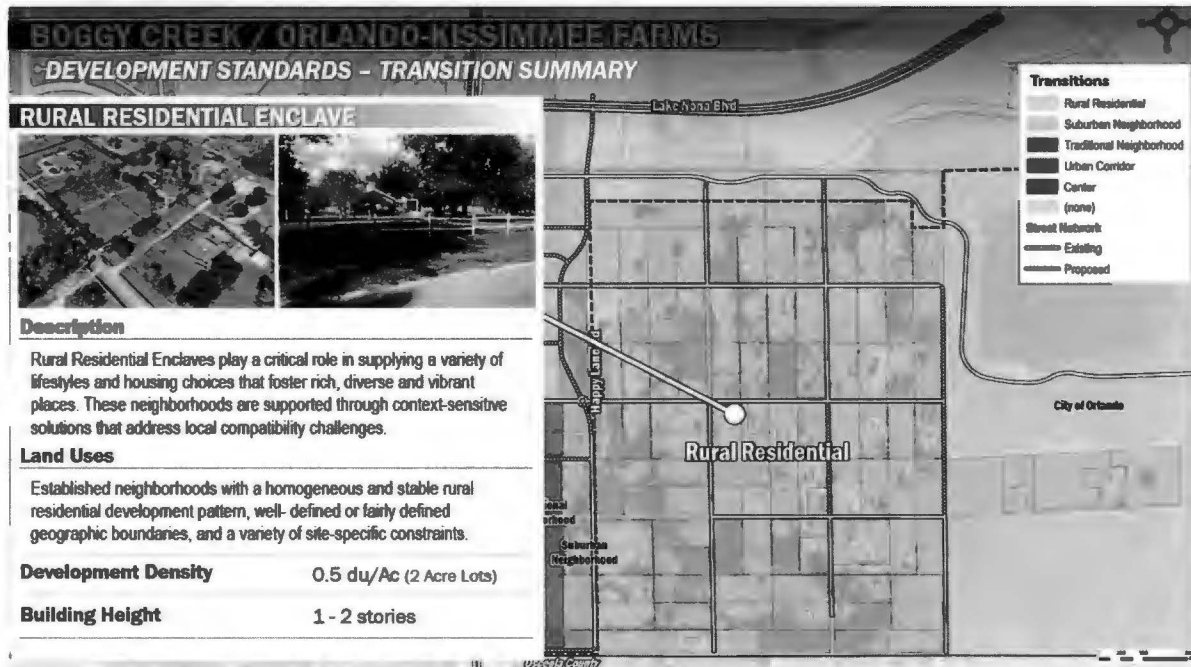 BOGGY CREEK / ORLANDO-KISSIMMEE FARMS
DEVELOPMENT STANDARDS – TRANSITION SUMMARY
RURAL RESIDENTIAL ENCLAVE
Description
Rural Residential Enclaves play a critical role in supplying a variety of
lifestyles and housing choices that foster rich, diverse and vibrant
places. These neighborhoods are supported through context-sensitive
solutions that address local compatibility challenges.
Land Uses
Established neighborhoods with a homogeneous and stable rural
residential development pattern, well- defined or fairly defined
geographic boundaries, and a variety of site-specific constraints.
Development Density 0.5 du/Ac (2 Acre Lots)
Building Height 1 - 2 stories
Lake Nona Blvd
Transitions
Rural Residential
Suburban Neighborhood
Traditional Neighborhood
Urban Corridor
Center
(none)
Street Network
Existing
Proposed
Happy Lane
City of Orlando
Rural Residential
Suburban
Neighborhood
Osceola County